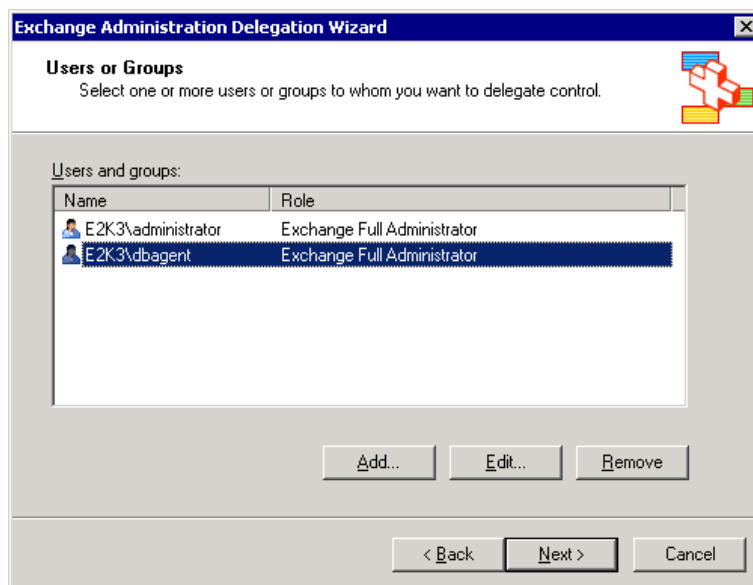 Exchange Administration Delegation Wizard
Users or Groups
Select one or more users or groups to whom you want to delegate control.
Users and groups:
Name Role
E2K3\administrator Exchange Full Administrator
E2K3\dbagent Exchange Full Administrator
Add... Edit... Remove
< Back Next > Cancel